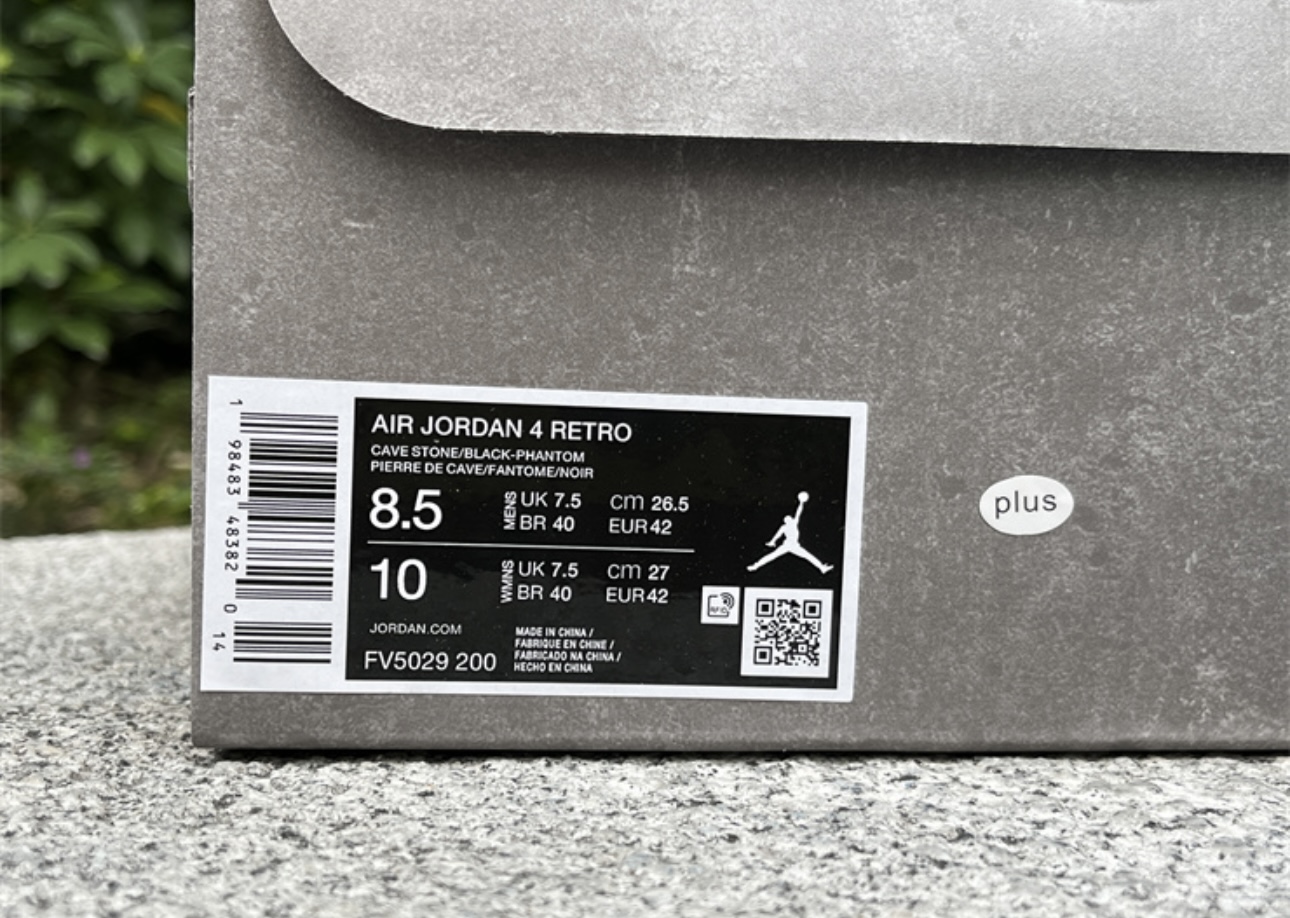 AIR JORDAN 4 RETRO
CAVE STONE/BLACK-PHANTOM
PIERRE DE CAVE/FANTOME/NOIR
8.5 MENS UK 7.5 cm 26.5
BR 40 EUR 42
10 WMNS UK 7.5 cm 27
BR 40 EUR 42
JORDAN.COM
FV5029 200
MADE IN CHINA /
FABRIQUE EN CHINE /
FABRICADO NA CHINA /
HECHO EN CHINA
RFID
1 98483 48382 0 14
plus